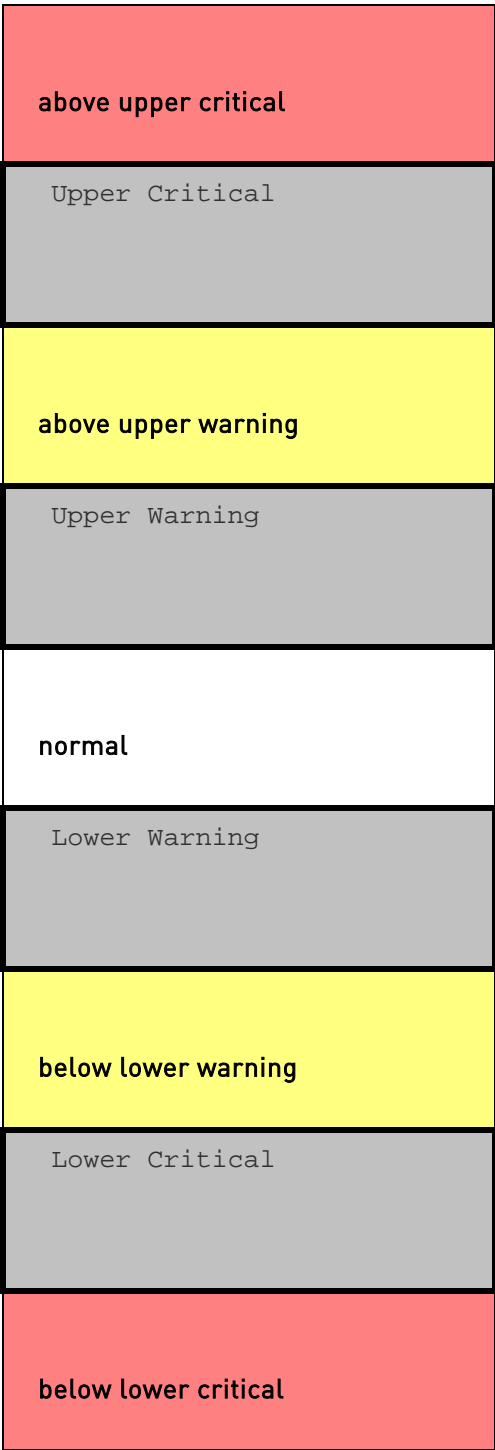 above upper critical
Upper Critical
above upper warning
Upper Warning
normal
Lower Warning
below lower warning
Lower Critical
below lower critical